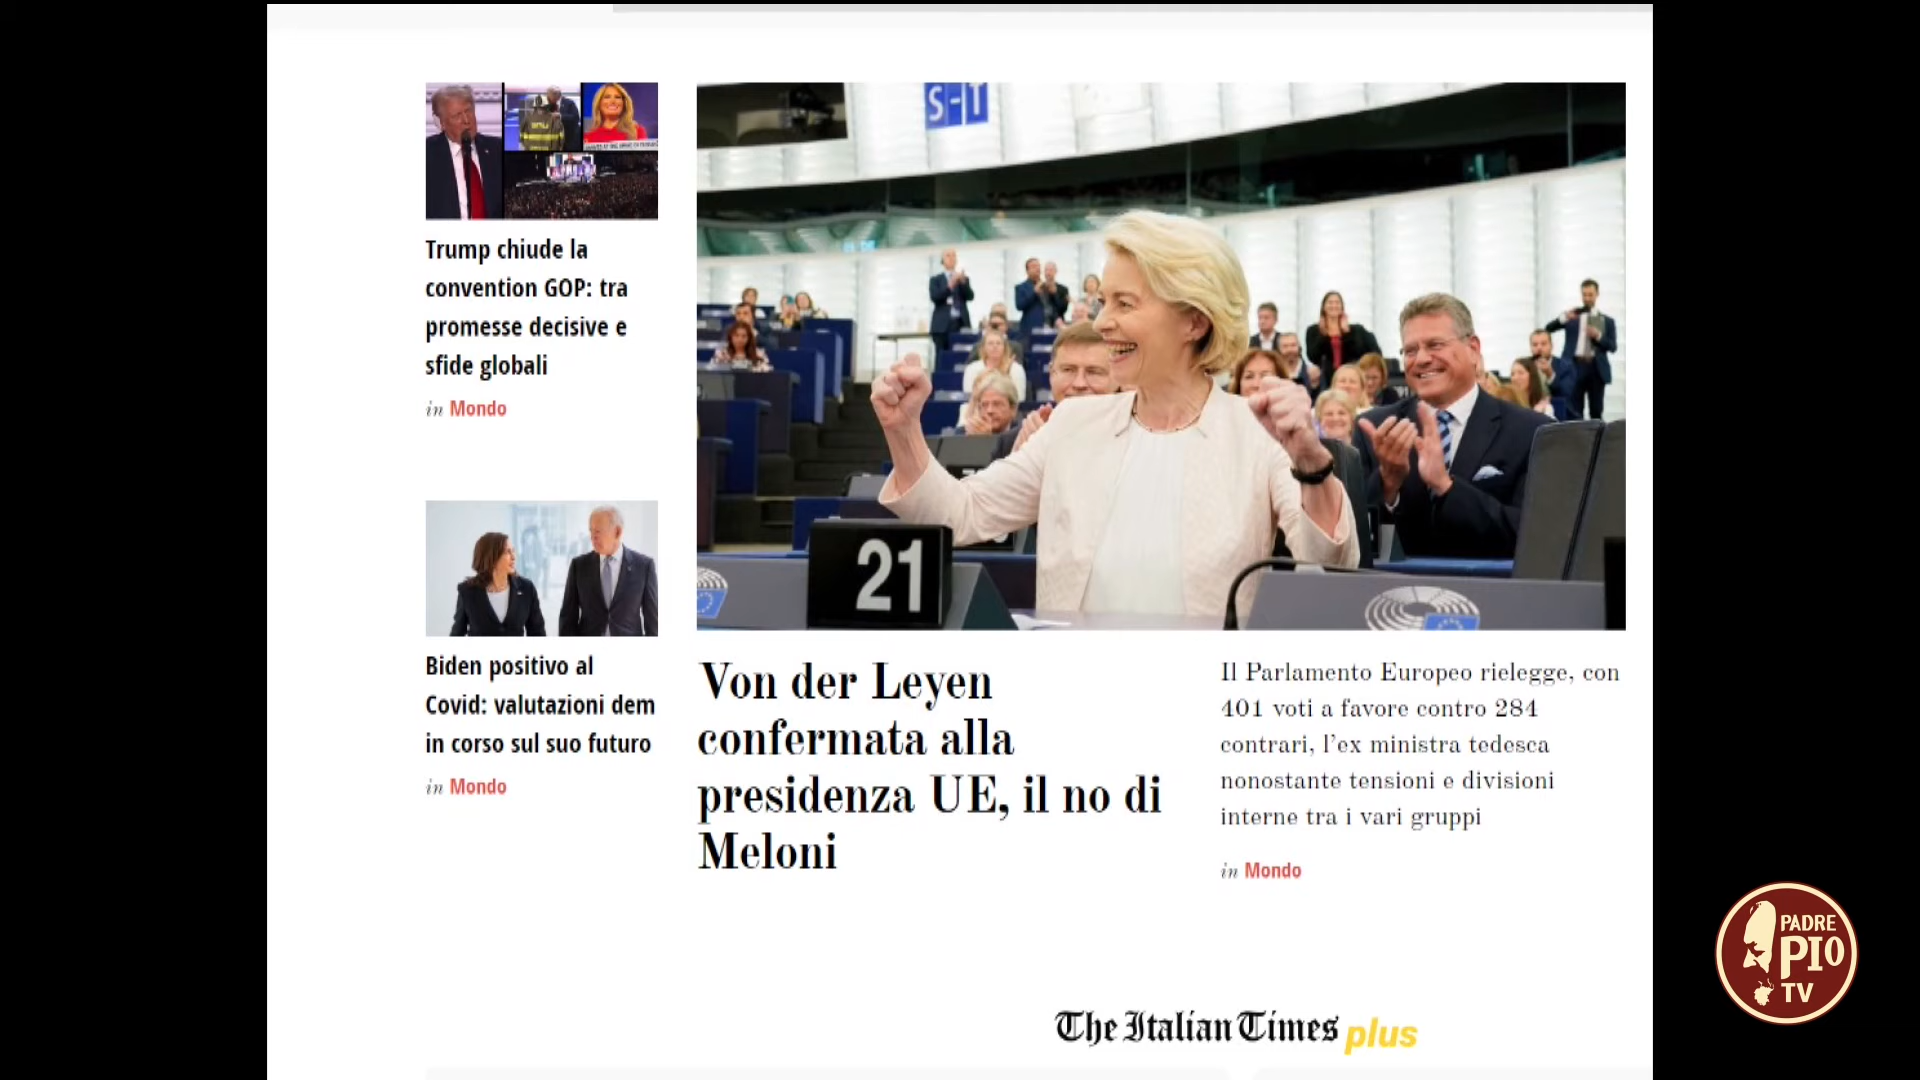 Trump chiude la
convention GOP: tra
promesse decisive e
sfide globali
in Mondo
Biden positivo al
Covid: valutazioni dem
in corso sul suo futuro
in Mondo
S-T
21
Von der Leyen
confermata alla
presidenza UE, il no di
Meloni
Il Parlamento Europeo rielegge, con
401 voti a favore contro 284
contrari, l'ex ministra tedesca
nonostante tensioni e divisioni
interne tra i vari gruppi
in Mondo
The Italian Times plus
PADRE
PIO
TV